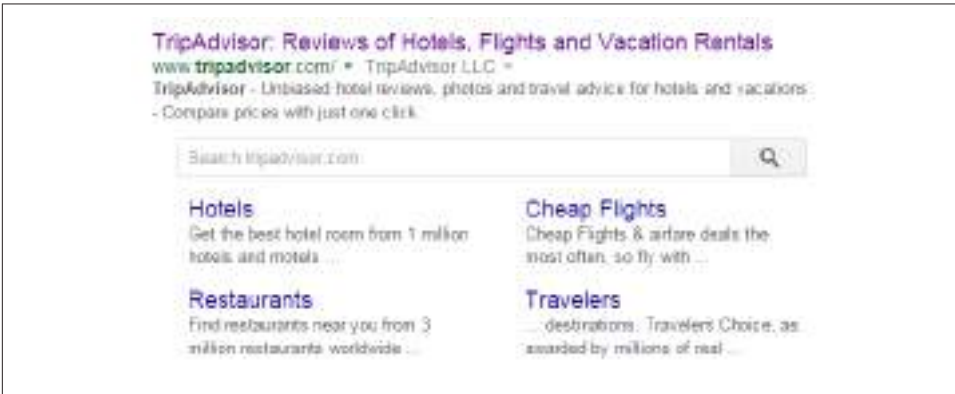 TripAdvisor: Reviews of Hotels, Flights and Vacation Rentals
www.tripadvisor.com/ ▾ TripAdvisor LLC ▾
TripAdvisor - Unbiased hotel reviews, photos and travel advice for hotels and vacations
- Compare prices with just one click.
Search tripadvisor.com
Hotels
Get the best hotel room from 1 million
hotels and motels ...
Cheap Flights
Cheap Flights & airfare deals the
most often, so fly with ...
Restaurants
Find restaurants near you from 3
million restaurants worldwide ...
Travelers
... destinations. Travelers Choice, as
awarded by millions of real ...